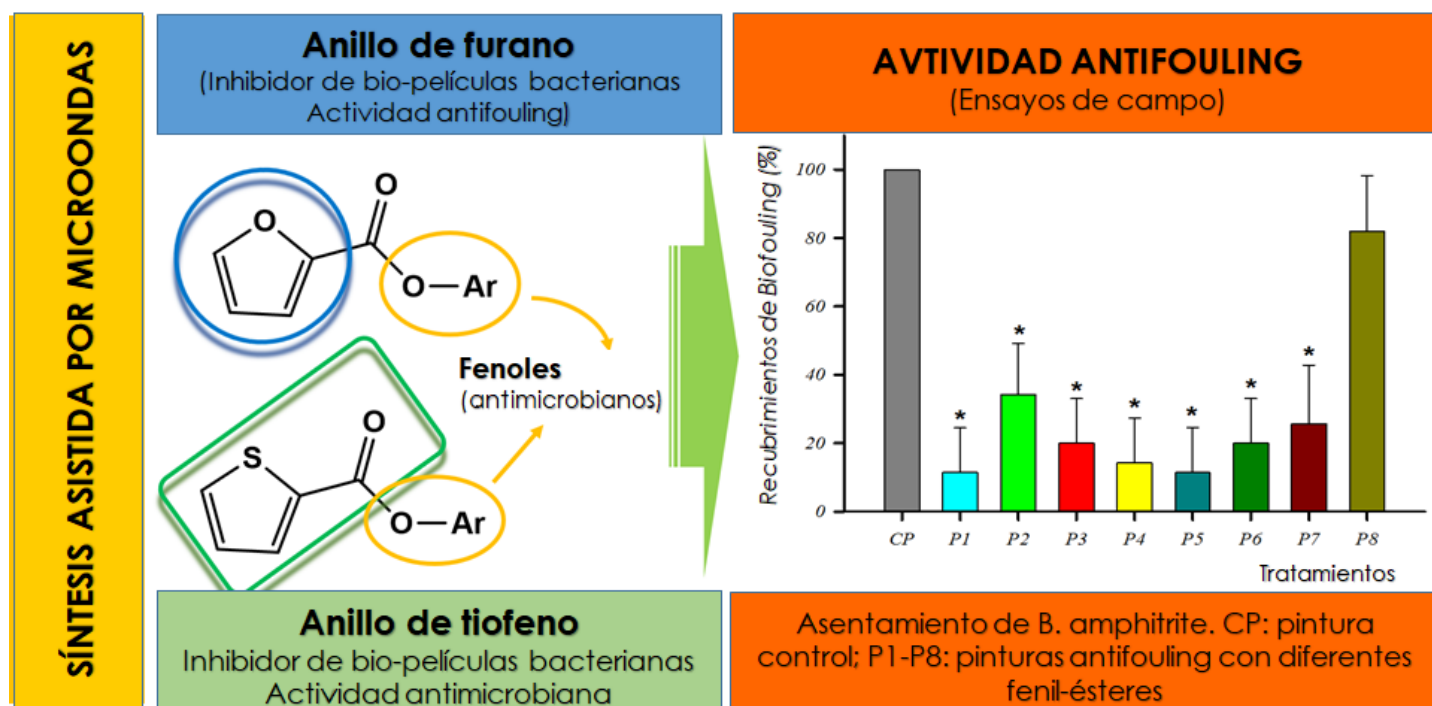 SÍNTESIS ASISTIDA POR MICROONDAS
Anillo de furano
(Inhibidor de bio-películas bacterianas
Actividad antifouling)
O
O
O—Ar
Fenoles
(antimicrobianos)
S
O
O—Ar
Anillo de tiofeno
Inhibidor de bio-películas bacterianas
Actividad antimicrobiana
AVTIVIDAD ANTIFOULING
(Ensayos de campo)
Recubrimientos de Biofouling (%)
100
80
60
40
20
0
* * * * * * *
CP P1 P2 P3 P4 P5 P6 P7 P8
Tratamientos
Asentamiento de B. amphitrite. CP: pintura
control; P1-P8: pinturas antifouling con diferentes
fenil-ésteres